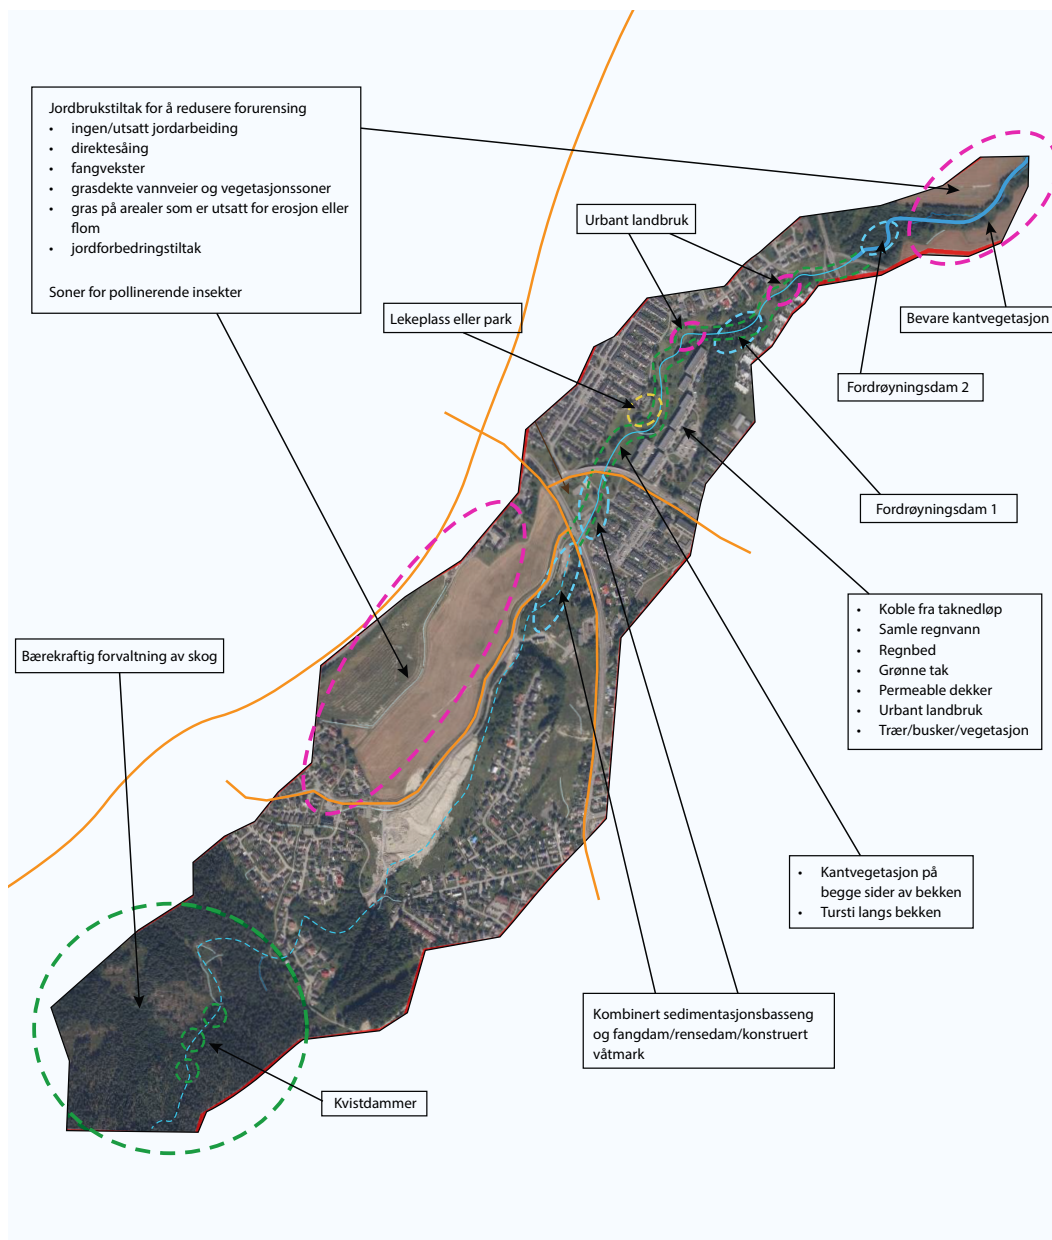 Jordbrukstiltak for å redusere forurensing
• ingen/utsatt jordarbeiding
• direktesåing
• fangvekster
• grasdekte vannveier og vegetasjonssoner
• gras på arealer som er utsatt for erosjon eller
flom
• jordforbedringstiltak
Soner for pollinerende insekter
Urbant landbruk
Lekeplass eller park
Bevare kantvegetasjon
Fordrøyningsdam 2
Fordrøyningsdam 1
• Koble fra taknedløp
• Samle regnvann
• Regnbed
• Grønne tak
• Permeable dekker
• Urbant landbruk
• Trær/busker/vegetasjon
Bærekraftig forvaltning av skog
• Kantvegetasjon på
begge sider av bekken
• Tursti langs bekken
Kombinert sedimentasjonsbasseng
og fangdam/rensedam/konstruert
våtmark
Kvistdammer